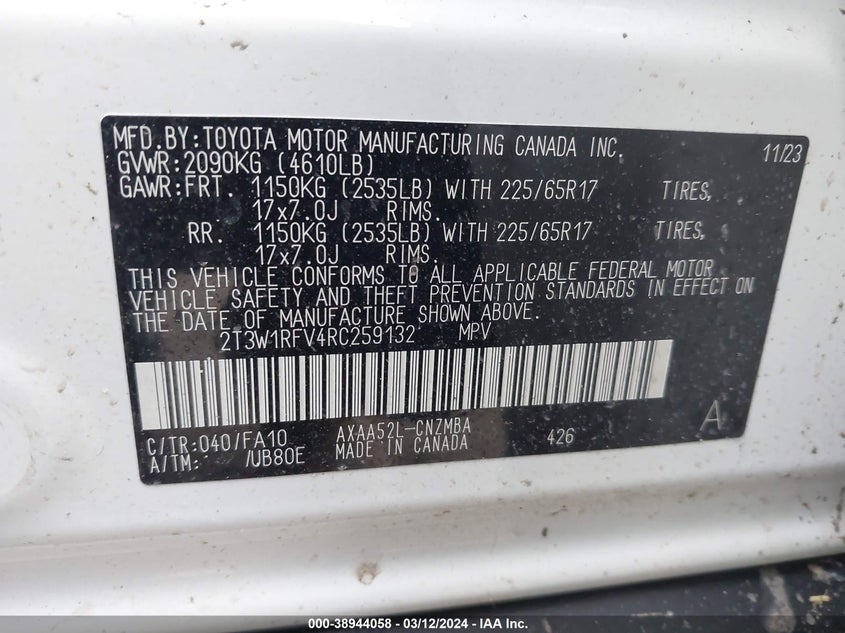 MFD.BY:TOYOTA MOTOR MANUFACTURING CANADA INC. 11/23
GVWR:2090KG (4610LB)
GAWR:FRT. 1150KG (2535LB) WITH 225/65R17 TIRES,
17x7.0J RIMS.
RR. 1150KG (2535LB) WITH 225/65R17 TIRES,
17x7.0J RIMS.
THIS VEHICLE CONFORMS TO ALL APPLICABLE FEDERAL MOTOR
VEHICLE SAFETY AND THEFT PREVENTION STANDARDS IN EFFECT ON
THE DATE OF MANUFACTURE SHOWN ABOVE.
2T3W1RFV4RC259132 MPV
C/TR:040/FA10 AXAA52L-CNZMBA 426 A
A/TM: /UB80E MADE IN CANADA
000-38944058 - 03/12/2024 - IAA Inc.